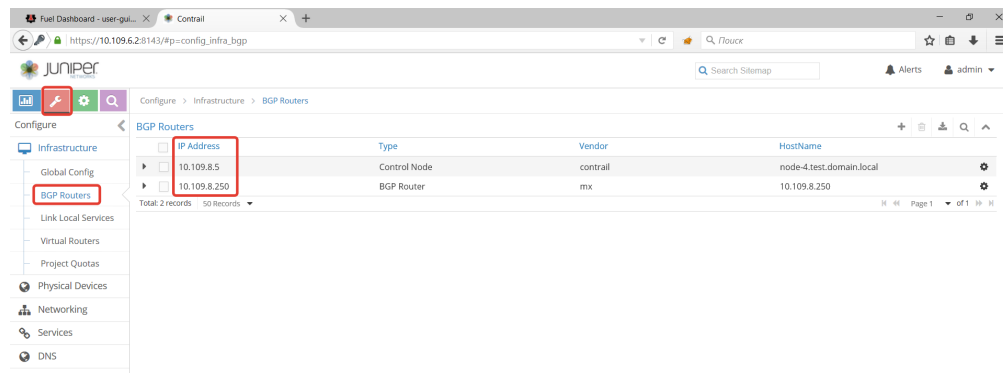 Fuel Dashboard - user-gui...
Contrail
https://10.109.6.2:8143/#p=config_infra_bgp
Поиск
JUNIPER
NETWORKS
Search Sitemap
Alerts
admin
Configure > Infrastructure > BGP Routers
Configure
BGP Routers
IP Address Type Vendor HostName
10.109.8.5 Control Node contrail node-4.test.domain.local
10.109.8.250 BGP Router mx 10.109.8.250
Total: 2 records 50 Records Page 1 of 1
Infrastructure
Global Config
BGP Routers
Link Local Services
Virtual Routers
Project Quotas
Physical Devices
Networking
Services
DNS